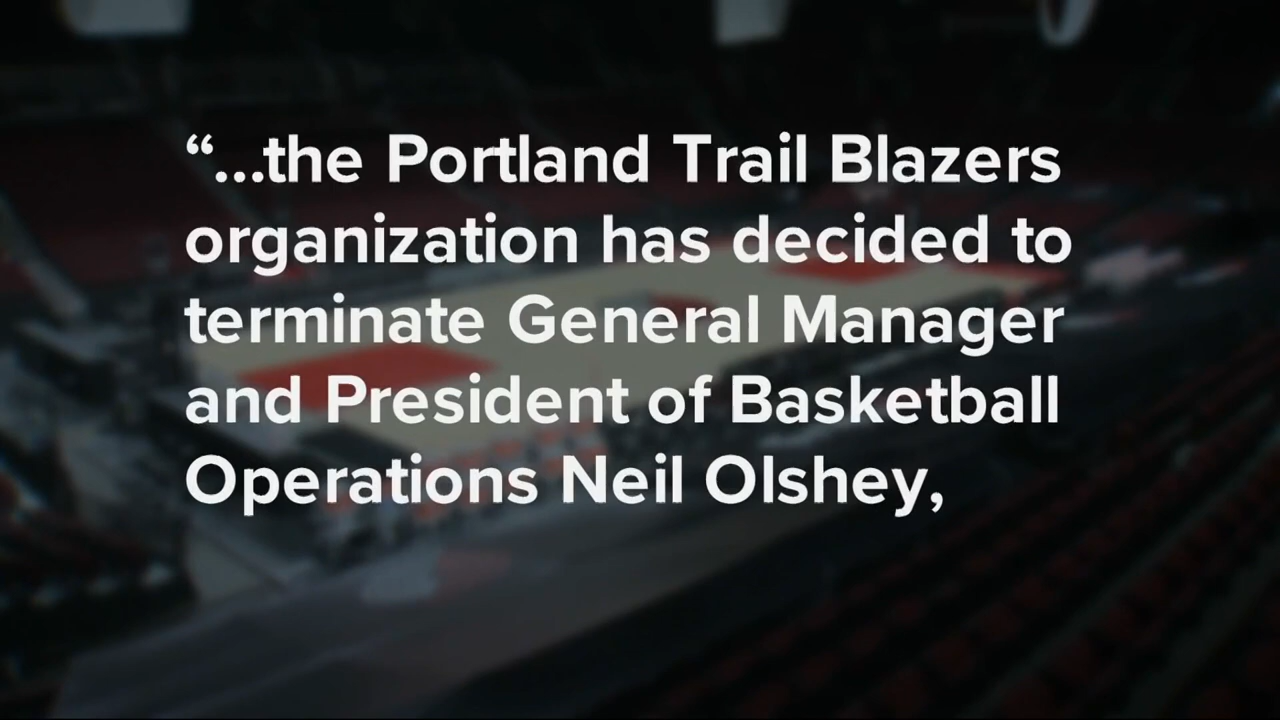 “...the Portland Trail Blazers
organization has decided to
terminate General Manager
and President of Basketball
Operations Neil Olshey,